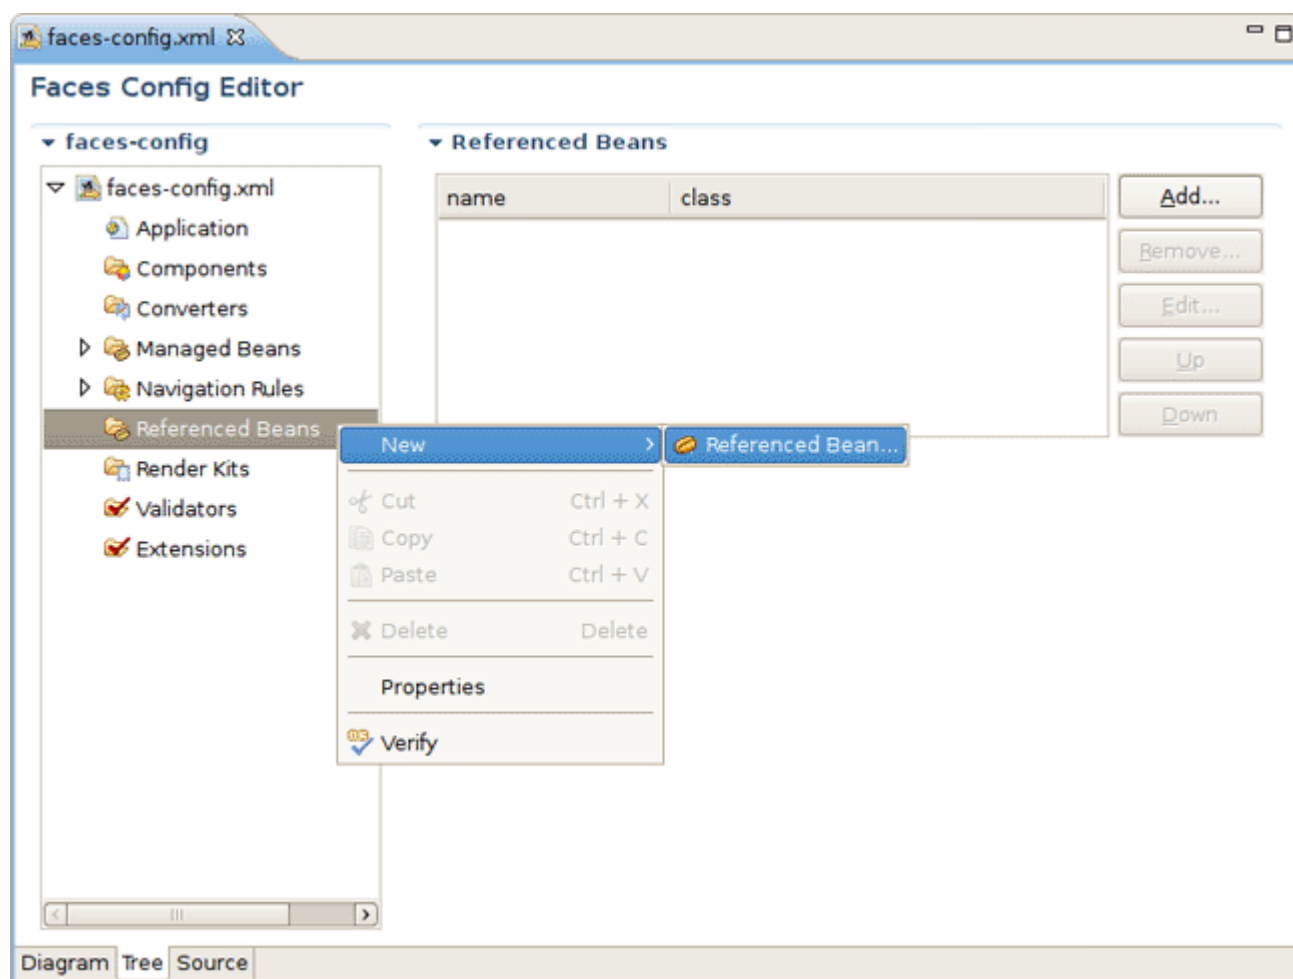 faces-config.xml
Faces Config Editor
faces-config
faces-config.xml
Application
Components
Converters
Managed Beans
Navigation Rules
Referenced Beans
Render Kits
Validators
Extensions
Referenced Beans
name class
Add...
Remove...
Edit...
Up
Down
New
Referenced Bean...
Cut Ctrl + X
Copy Ctrl + C
Paste Ctrl + V
Delete Delete
Properties
Verify
Diagram Tree Source